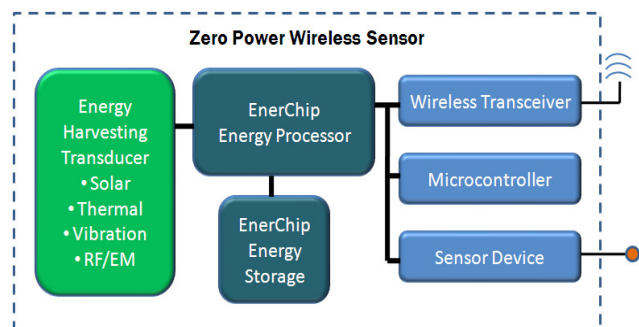 Zero Power Wireless Sensor
Energy
Harvesting
Transducer
• Solar
• Thermal
• Vibration
• RF/EM
EnerChip
Energy Processor
EnerChip
Energy
Storage
Wireless Transceiver
Microcontroller
Sensor Device